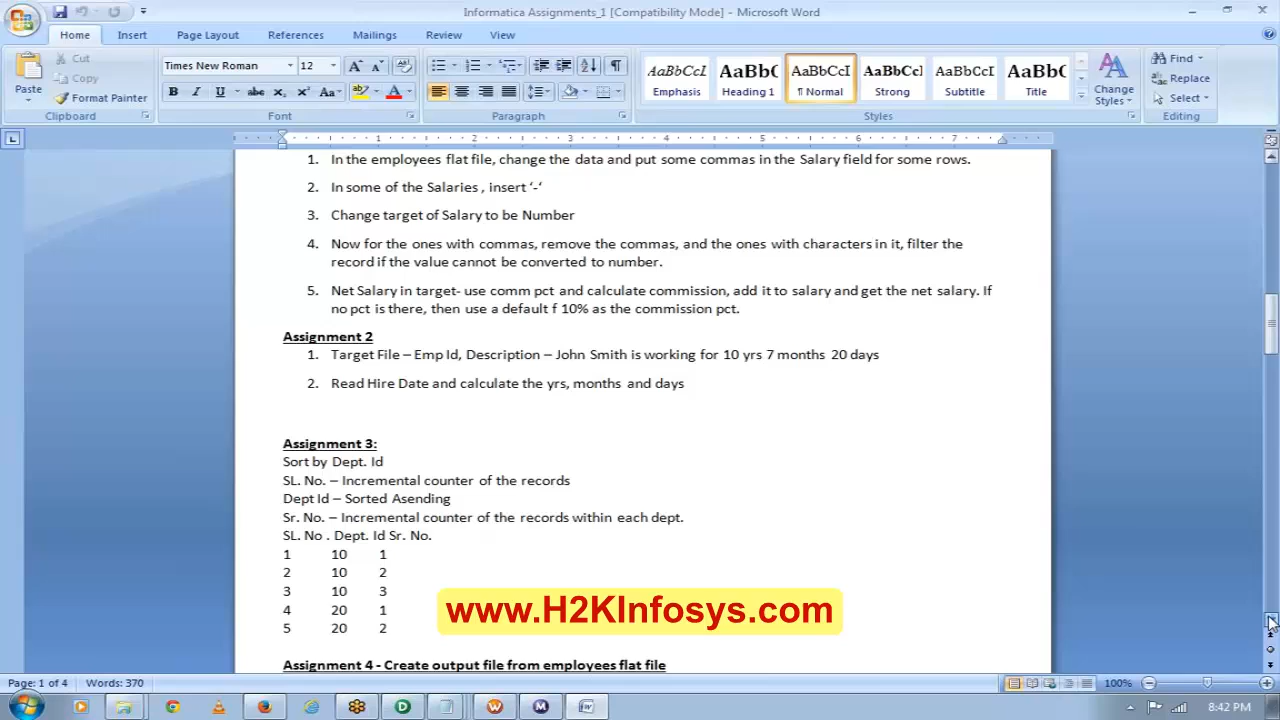 Informatica Assignments_1 [Compatibility Mode] - Microsoft Word
Home Insert Page Layout References Mailings Review View
Paste
Cut
Copy
Format Painter
Clipboard
Times New Roman 12
Font
Paragraph
AaBbCcI AaBbC AaBbCcI AaBbCcI AaBbCcI AaBbC
Emphasis Heading 1 ¶ Normal Strong Subtitle Title
Change
Styles
Styles
Find
Replace
Select
Editing
1. In the employees flat file, change the data and put some commas in the Salary field for some rows.
2. In some of the Salaries , insert ‘-‘
3. Change target of Salary to be Number
4. Now for the ones with commas, remove the commas, and the ones with characters in it, filter the
record if the value cannot be converted to number.
5. Net Salary in target- use comm pct and calculate commission, add it to salary and get the net salary. If
no pct is there, then use a default f 10% as the commission pct.
Assignment 2
1. Target File – Emp Id, Description – John Smith is working for 10 yrs 7 months 20 days
2. Read Hire Date and calculate the yrs, months and days
Assignment 3:
Sort by Dept. Id
SL. No. – Incremental counter of the records
Dept Id – Sorted Asending
Sr. No. – Incremental counter of the records within each dept.
SL. No . Dept. Id Sr. No.
1 10 1
2 10 2
3 10 3
4 20 1
5 20 2
www.H2KInfosys.com
Assignment 4 - Create output file from employees flat file
Page: 1 of 4 Words: 370 100%
8:42 PM